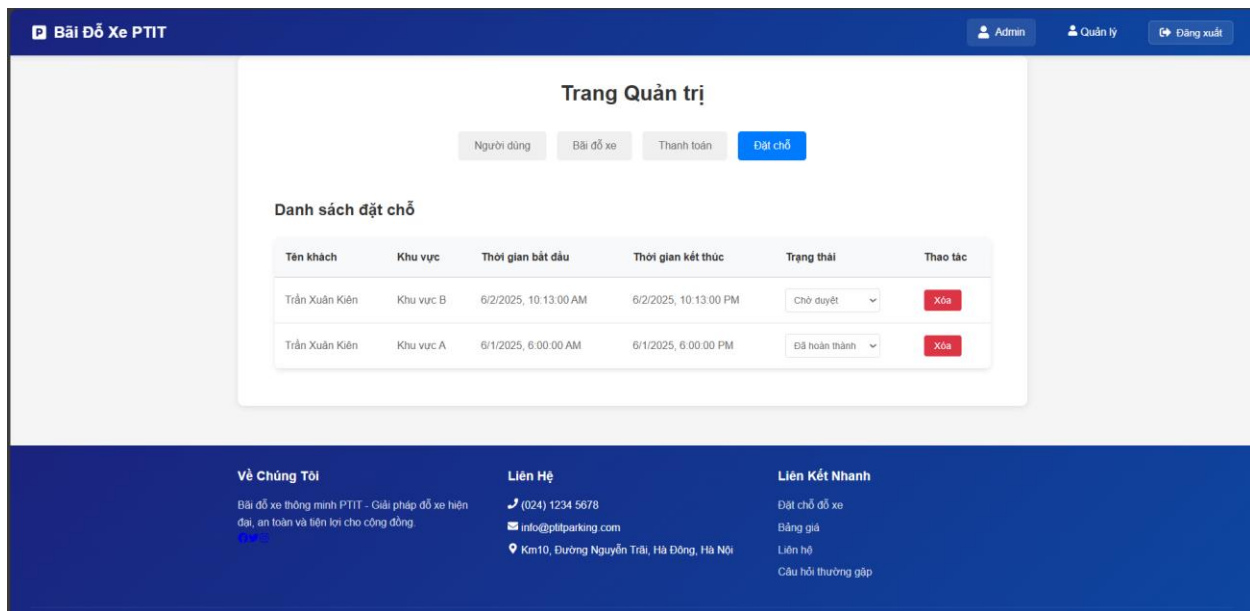 Bãi Đỗ Xe PTIT
Admin
Quản lý
Đăng xuất
Trang Quản trị
Người dùng
Bãi đỗ xe
Thanh toán
Đặt chỗ
Danh sách đặt chỗ
Tên khách Khu vực Thời gian bắt đầu Thời gian kết thúc Trạng thái Thao tác
Trần Xuân Kiên Khu vực B 6/2/2025, 10:13:00 AM 6/2/2025, 10:13:00 PM Chờ duyệt Xóa
Trần Xuân Kiên Khu vực A 6/1/2025, 6:00:00 AM 6/1/2025, 6:00:00 PM Đã hoàn thành Xóa
Về Chúng Tôi
Bãi đỗ xe thông minh PTIT - Giải pháp đỗ xe hiện
đại, an toàn và tiện lợi cho cộng đồng.
Liên Hệ
(024) 1234 5678
info@ptitparking.com
Km10, Đường Nguyễn Trãi, Hà Đông, Hà Nội
Liên Kết Nhanh
Đặt chỗ đỗ xe
Bảng giá
Liên hệ
Câu hỏi thường gặp